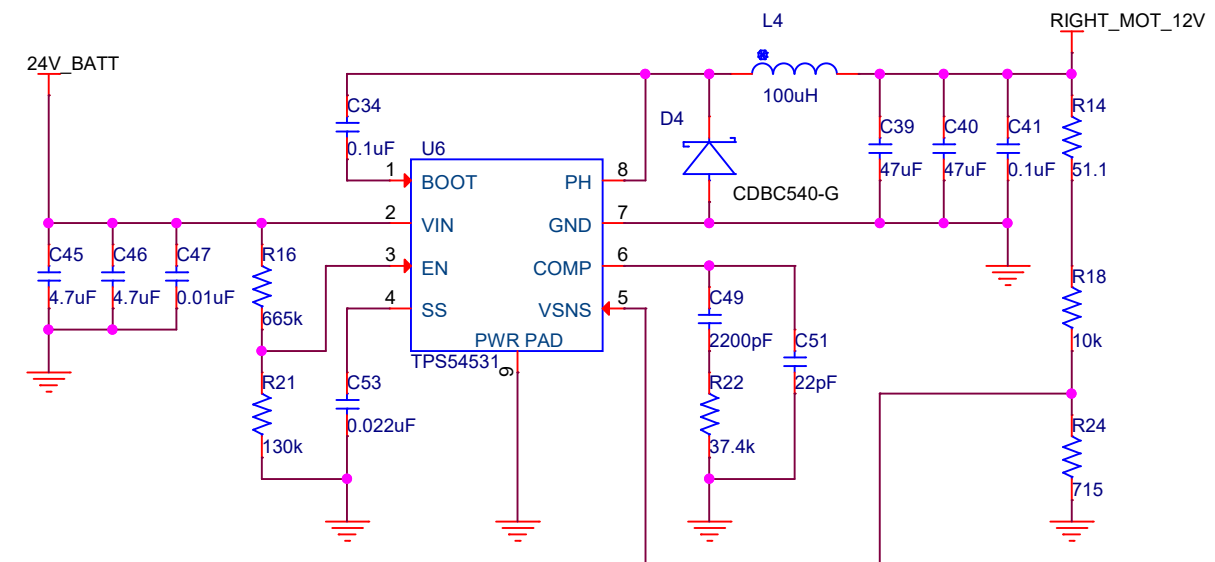 L4
RIGHT_MOT_12V
24V_BATT
100uH
C34
0.1uF
D4
CDBC540-G
C39
47uF
C40
47uF
C41
0.1uF
R14
51.1
U6
1
BOOT
PH
8
2
VIN
GND
7
3
EN
COMP
6
4
SS
VSNS
5
PWR PAD
TPS54531
9
C45
4.7uF
C46
4.7uF
C47
0.01uF
R16
665k
C49
2200pF
C51
22pF
R18
10k
R21
130k
C53
0.022uF
R22
37.4k
R24
715